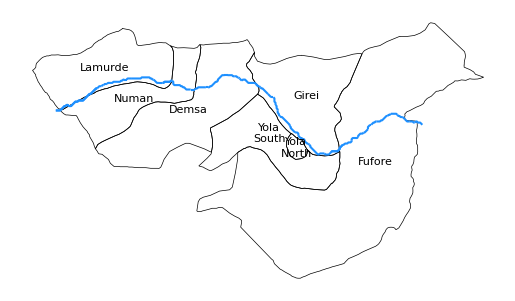 Lamurde
Numan
Demsa
Girei
Yola
South
Yola
North
Fufore